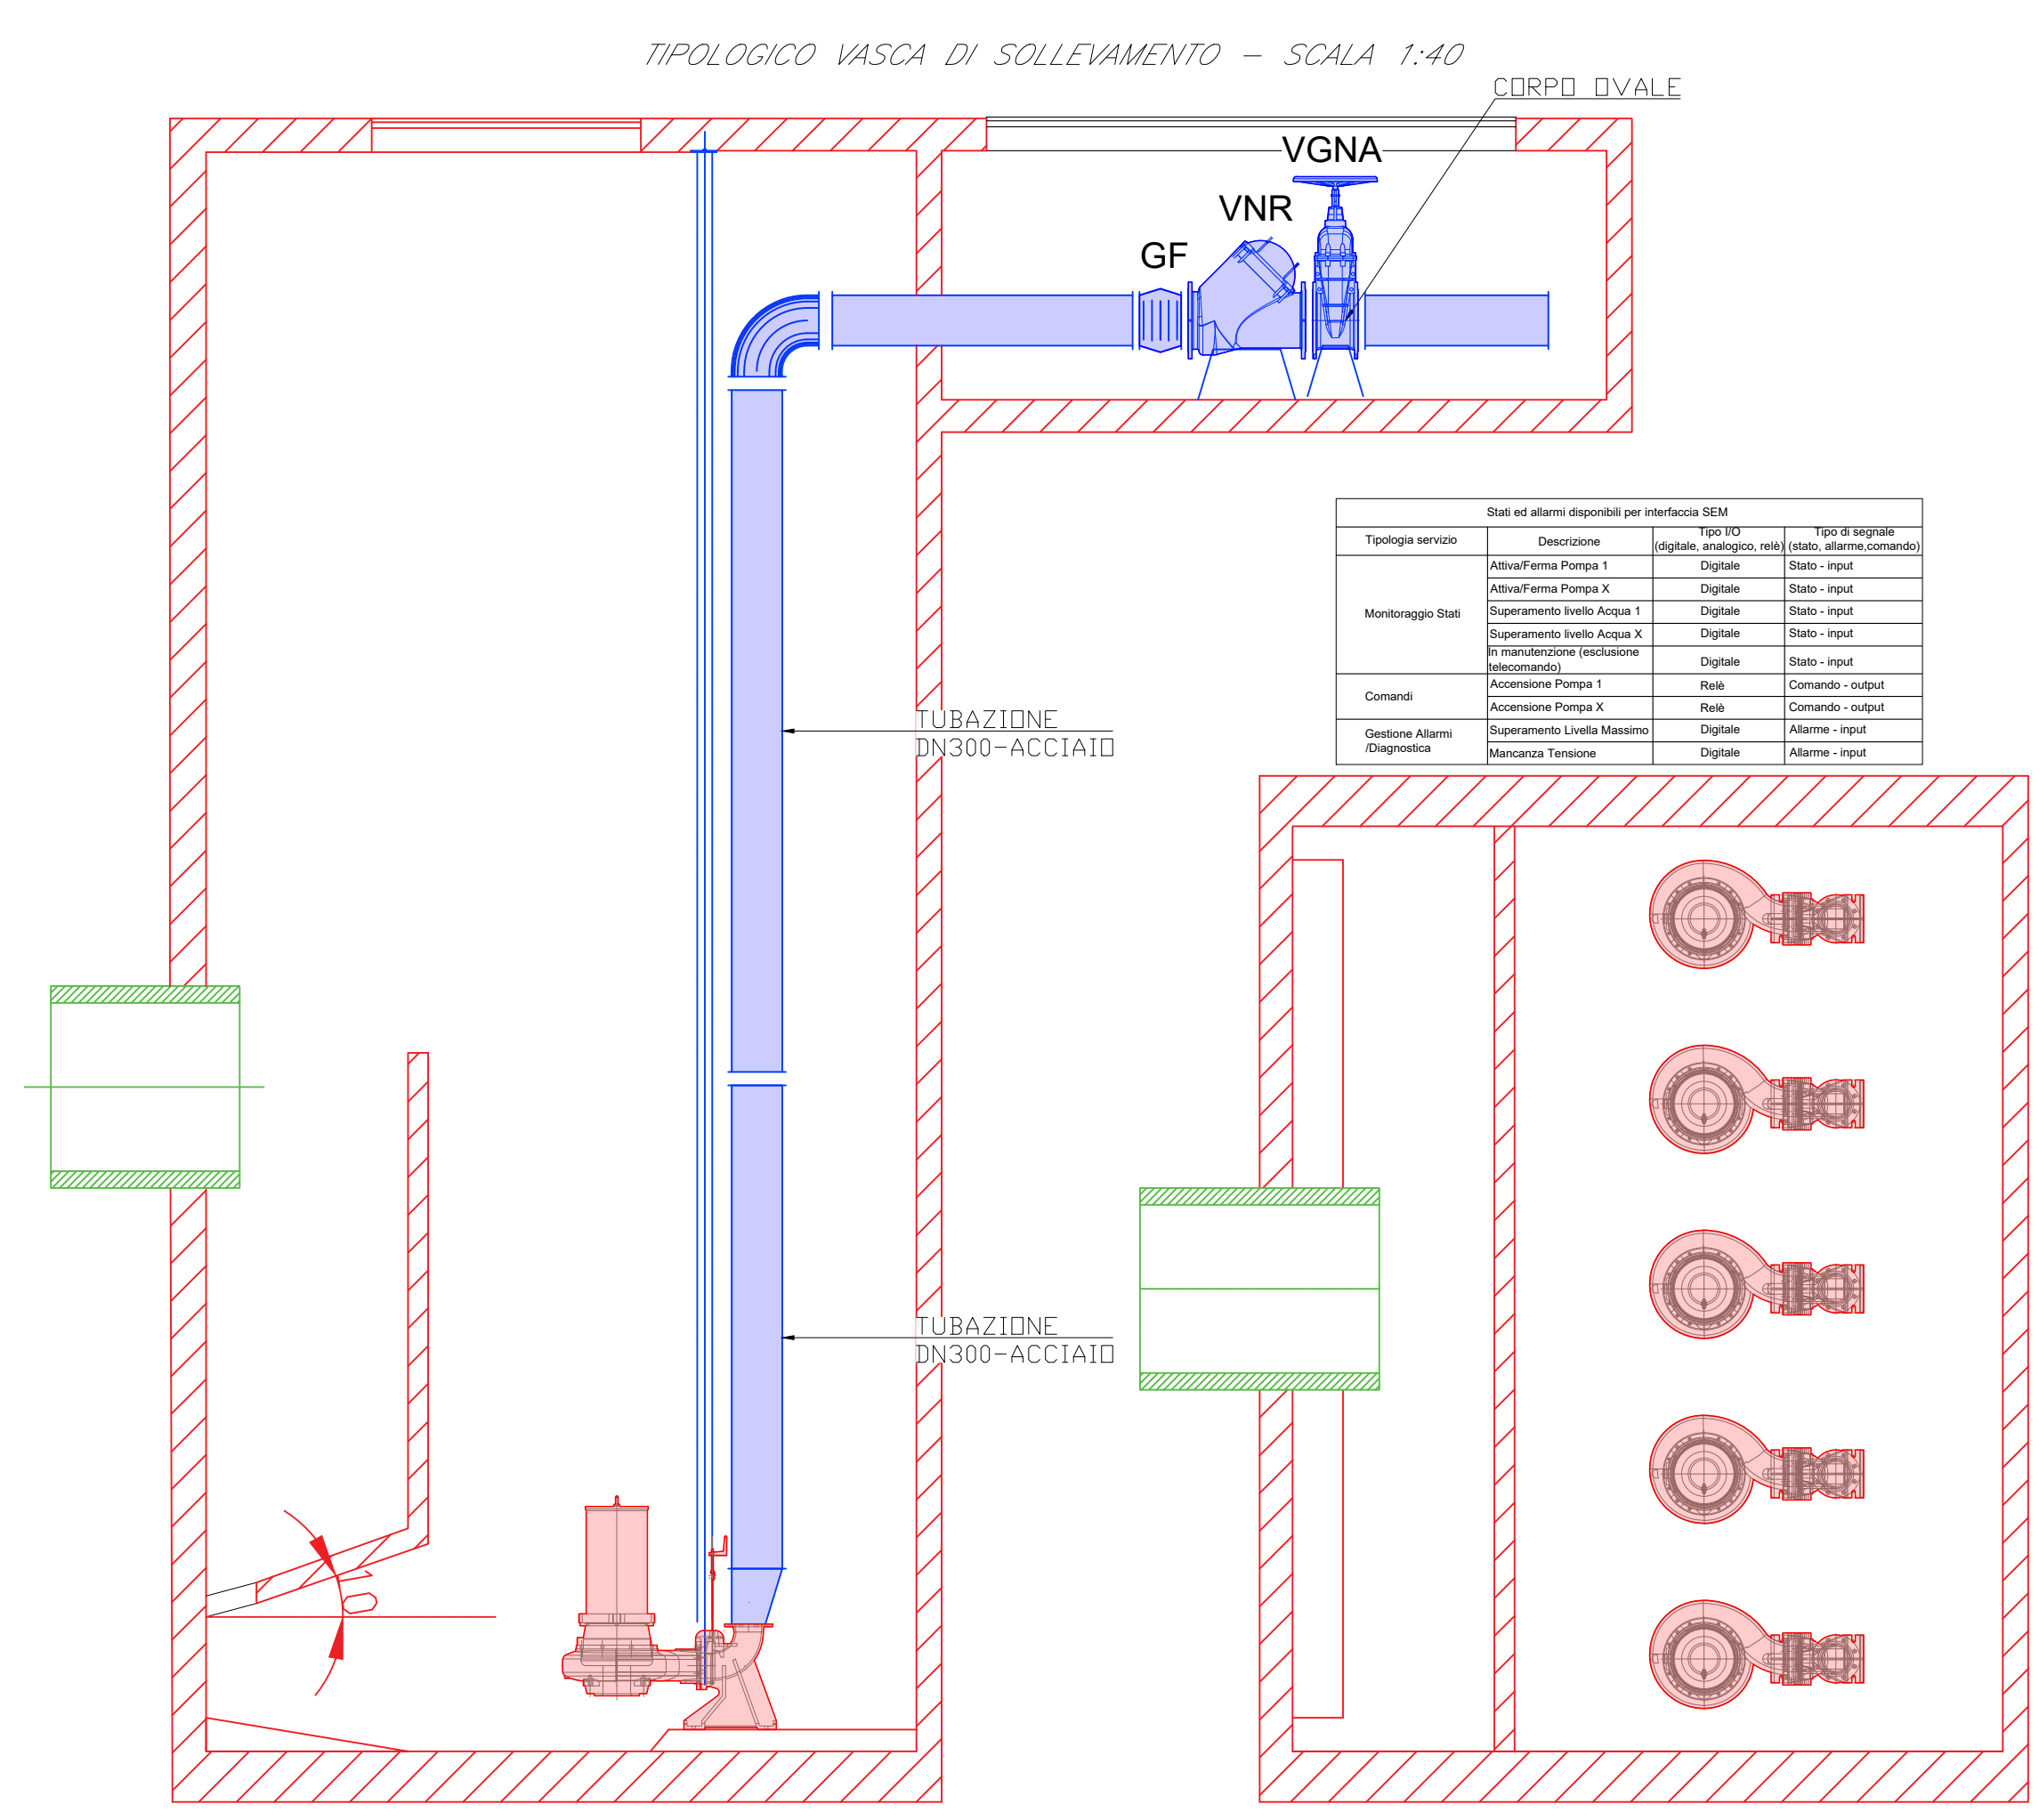 TIPOLOGICO VASCA DI SOLLEVAMENTO - SCALA 1:40
CORPO OVALE
VGNA
VNR
GF
Stati ed allarmi disponibili per interfaccia SEM
Tipologia servizio
Descrizione
Tipo I/O
(digitale, analogico, relè)
Tipo di segnale
(stato, allarme,comando)
Monitoraggio Stati
Attiva/Ferma Pompa 1
Digitale
Stato - input
Attiva/Ferma Pompa X
Digitale
Stato - input
Superamento livello Acqua 1
Digitale
Stato - input
Superamento livello Acqua X
Digitale
Stato - input
In manutenzione (esclusione
telecomando)
Digitale
Stato - input
Comandi
Accensione Pompa 1
Relè
Comando - output
Accensione Pompa X
Relè
Comando - output
Gestione Allarmi
/Diagnostica
Superamento Livella Massimo
Digitale
Allarme - input
Mancanza Tensione
Digitale
Allarme - input
TUBAZIONE
DN300-ACCIAIO
TUBAZIONE
DN300-ACCIAIO